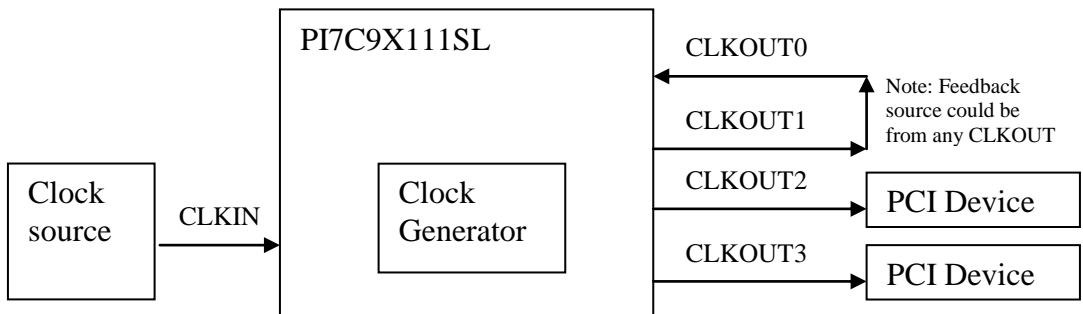 PI7C9X111SL
CLKOUT0
Note: Feedback
source could be
from any CLKOUT
CLKOUT1
Clock
source
CLKIN
Clock
Generator
CLKOUT2
PCI Device
CLKOUT3
PCI Device